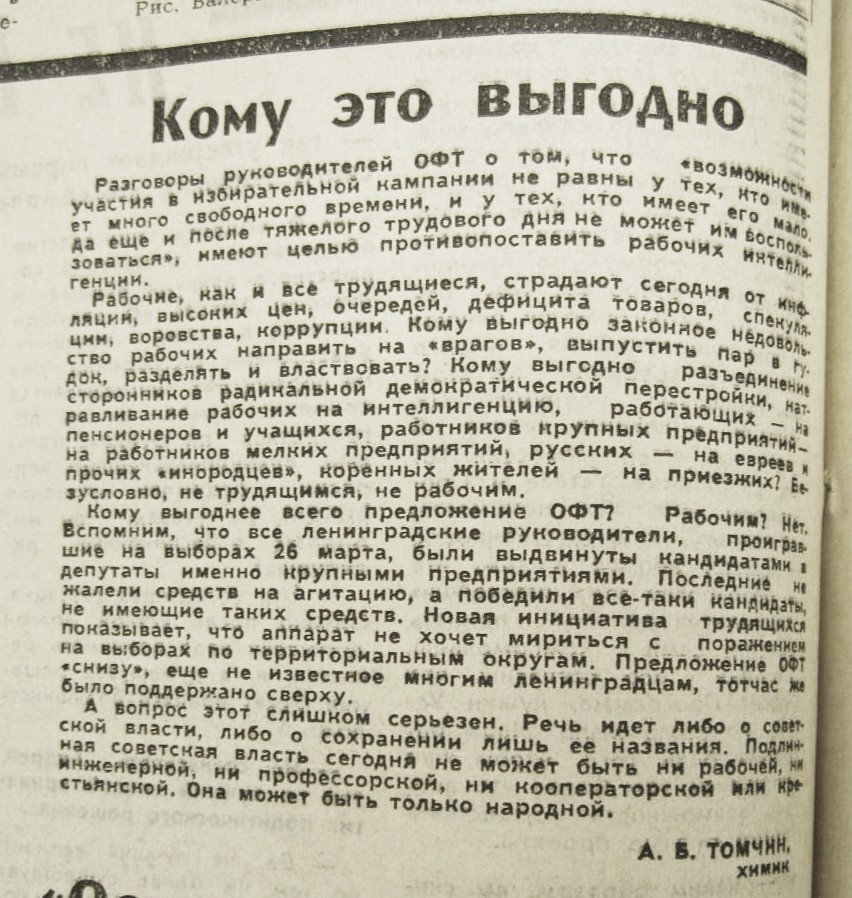 Рис. Валер
е-
Кому это выгодно
Разговоры руководителей ОФТ о том, что «возможности
участия в избирательной кампании не равны у тех, кто име-
ет много свободного времени, и у тех, кто имеет его мало,
да еще и после тяжелого трудового дня не может им восполь-
зоваться», имеют целью противопоставить рабочих интелли-
генции.
Рабочие, как и все трудящиеся, страдают сегодня от инф-
ляции, высоких цен, очередей, дефицита товаров, спекуля-
ции, воровства, коррупции. Кому выгодно законное недоволь-
ство рабочих направить на «врагов», выпустить пар в гу-
док, разделять и властвовать? Кому выгодно разъединение
сторонников радикальной демократической перестройки, нат-
равливание рабочих на интеллигенцию, работающих — на
пенсионеров и учащихся, работников крупных предприятий—
на работников мелких предприятий, русских — на евреев и
прочих «инородцев», коренных жителей — на приезжих? Бе-
зусловно, не трудящимся, не рабочим.
Кому выгоднее всего предложение ОФТ? Рабочим? Нет.
Вспомним, что все ленинградские руководители, проиграв-
шие на выборах 26 марта, были выдвинуты кандидатами в
депутаты именно крупными предприятиями. Последние не
жалели средств на агитацию, а победили все-таки кандидаты,
не имеющие таких средств. Новая инициатива трудящихся
показывает, что аппарат не хочет мириться с поражением
на выборах по территориальным округам. Предложение ОФТ
«снизу», еще не известное многим ленинградцам, тотчас же
было поддержано сверху.
А вопрос этот слишком серьезен. Речь идет либо о совет-
ской власти, либо о сохранении лишь ее названия. Подлин-
ная советская власть сегодня не может быть ни рабочей, ни
инженерной, ни профессорской, ни кооператорской или кре-
стьянской. Она может быть только народной.
А. Б. ТОМЧИН,
химик